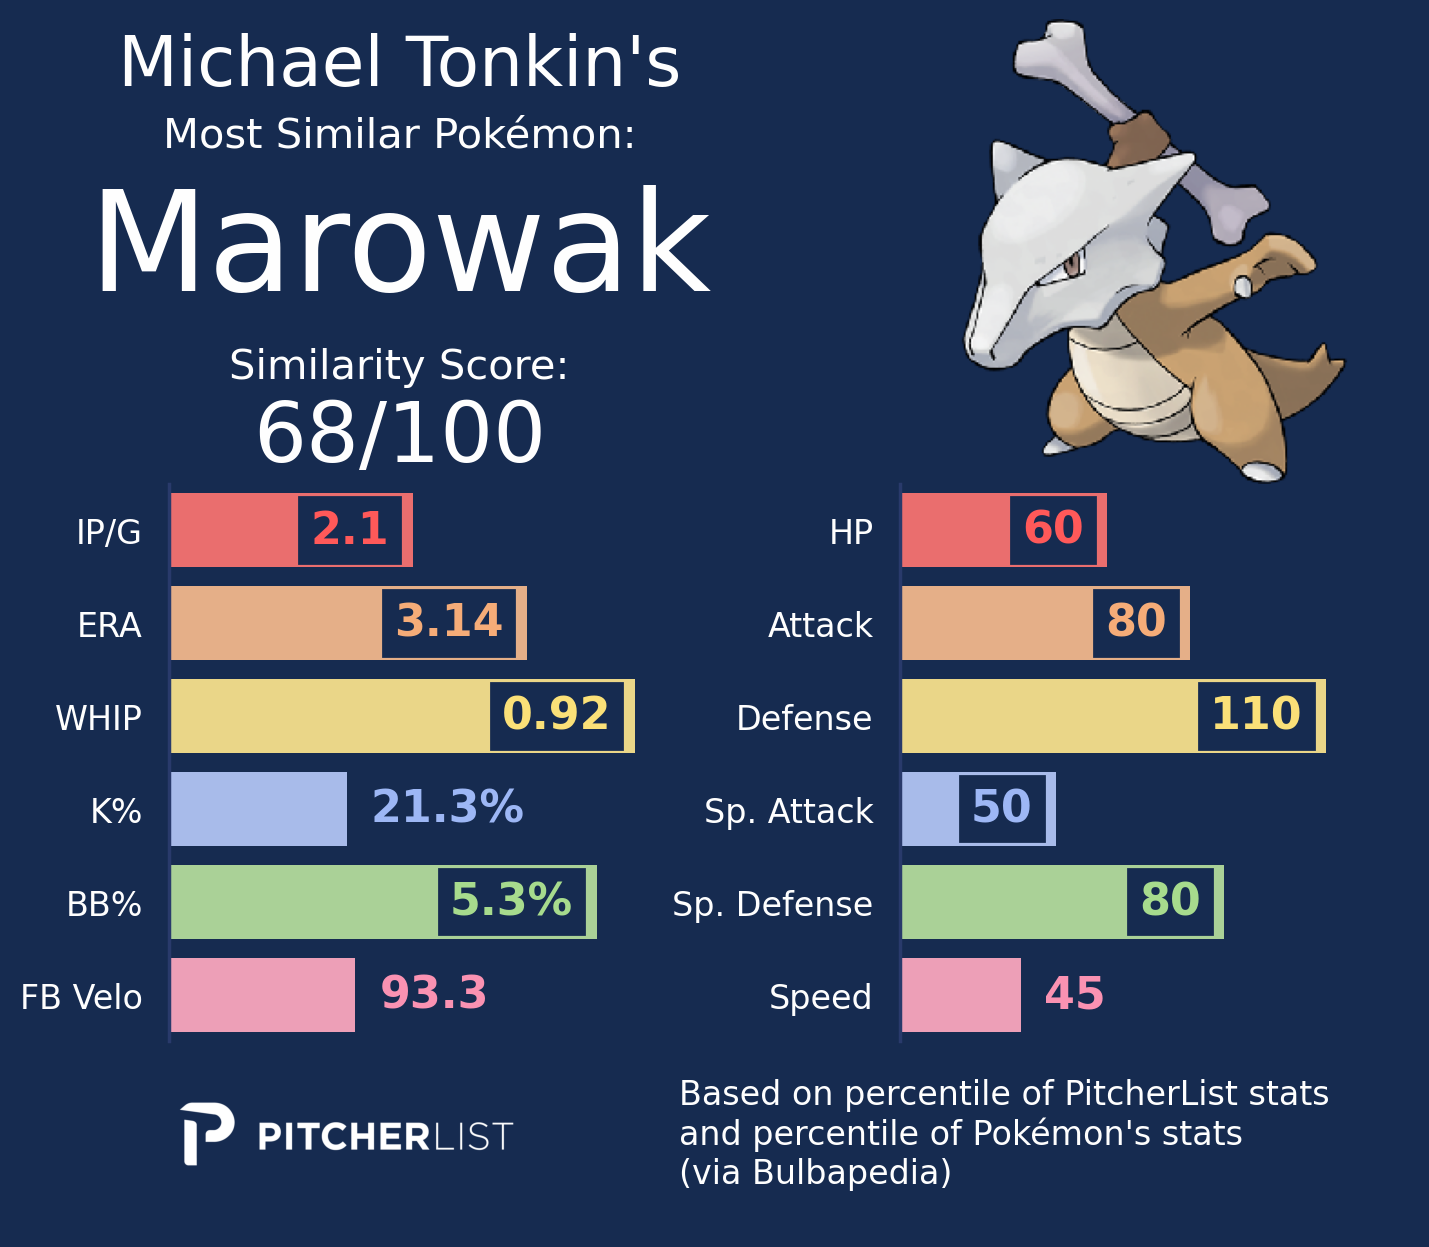 Michael Tonkin's
Most Similar Pokémon:
Marowak
Similarity Score:
68/100
IP/G 2.1
ERA 3.14
WHIP 0.92
K% 21.3%
BB% 5.3%
FB Velo 93.3
HP 60
Attack 80
Defense 110
Sp. Attack 50
Sp. Defense 80
Speed 45
PITCHERLIST
Based on percentile of PitcherList stats
and percentile of Pokémon's stats
(via Bulbapedia)